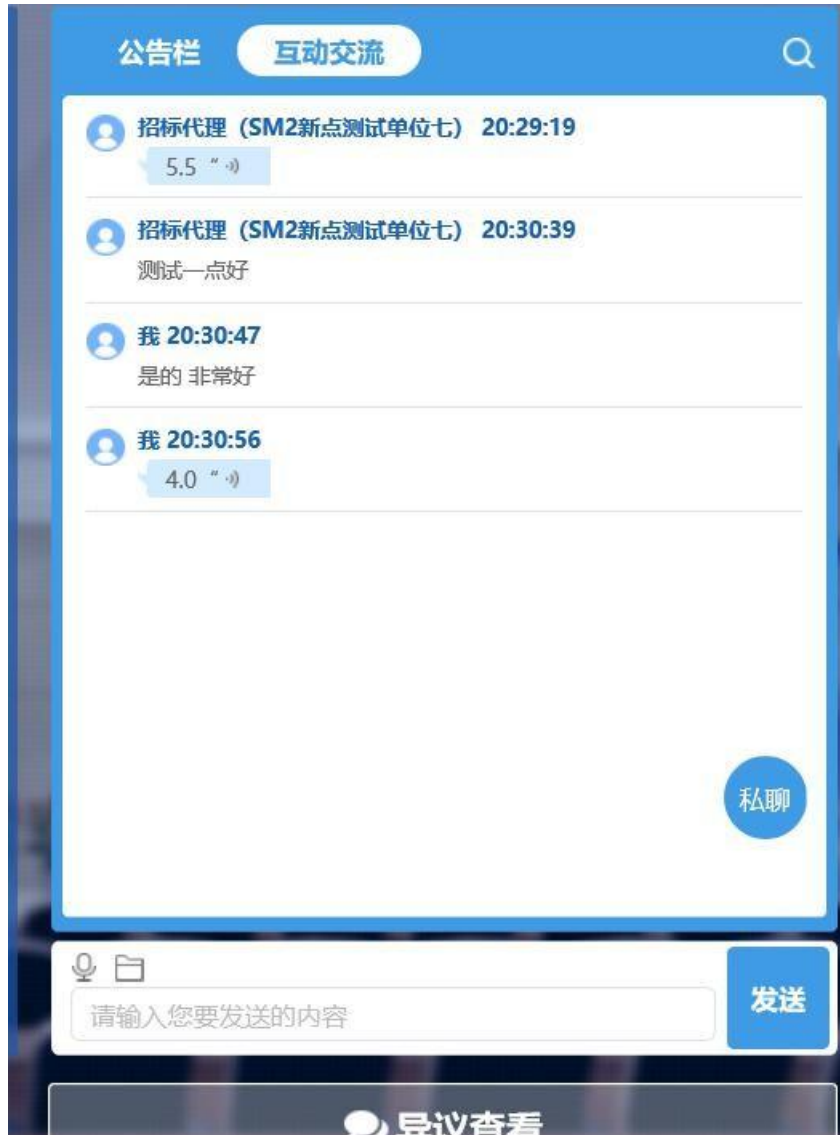 公告栏 互动交流
招标代理（SM2新点测试单位七） 20:29:19
5.5 "
招标代理（SM2新点测试单位七） 20:30:39
测试一点好
我 20:30:47
是的 非常好
我 20:30:56
4.0 "
私聊
请输入您要发送的内容
发送
异议查看